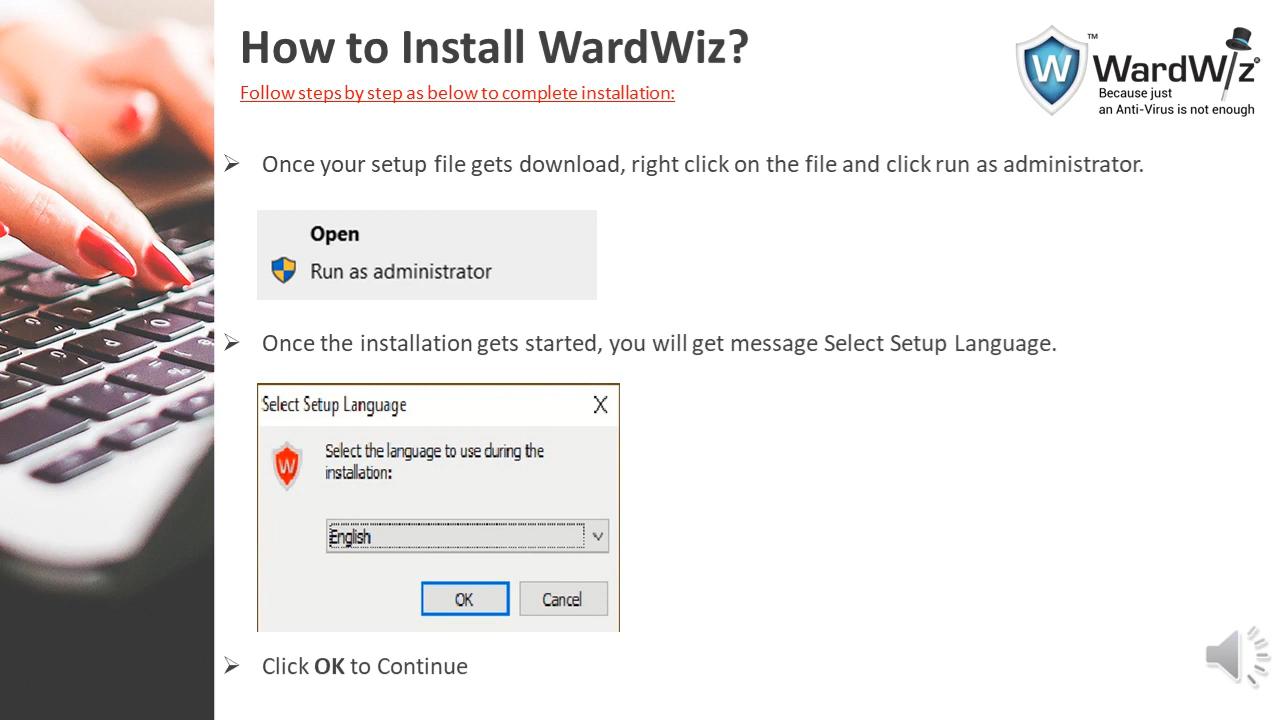 How to Install WardWiz?
Follow steps by step as below to complete installation:
W
™
WardWiz®
Because just
an Anti-Virus is not enough
➢ Once your setup file gets download, right click on the file and click run as administrator.
Open
Run as administrator
➢ Once the installation gets started, you will get message Select Setup Language.
Select Setup Language X
W
Select the language to use during the
installation:
English
OK Cancel
➢ Click OK to Continue